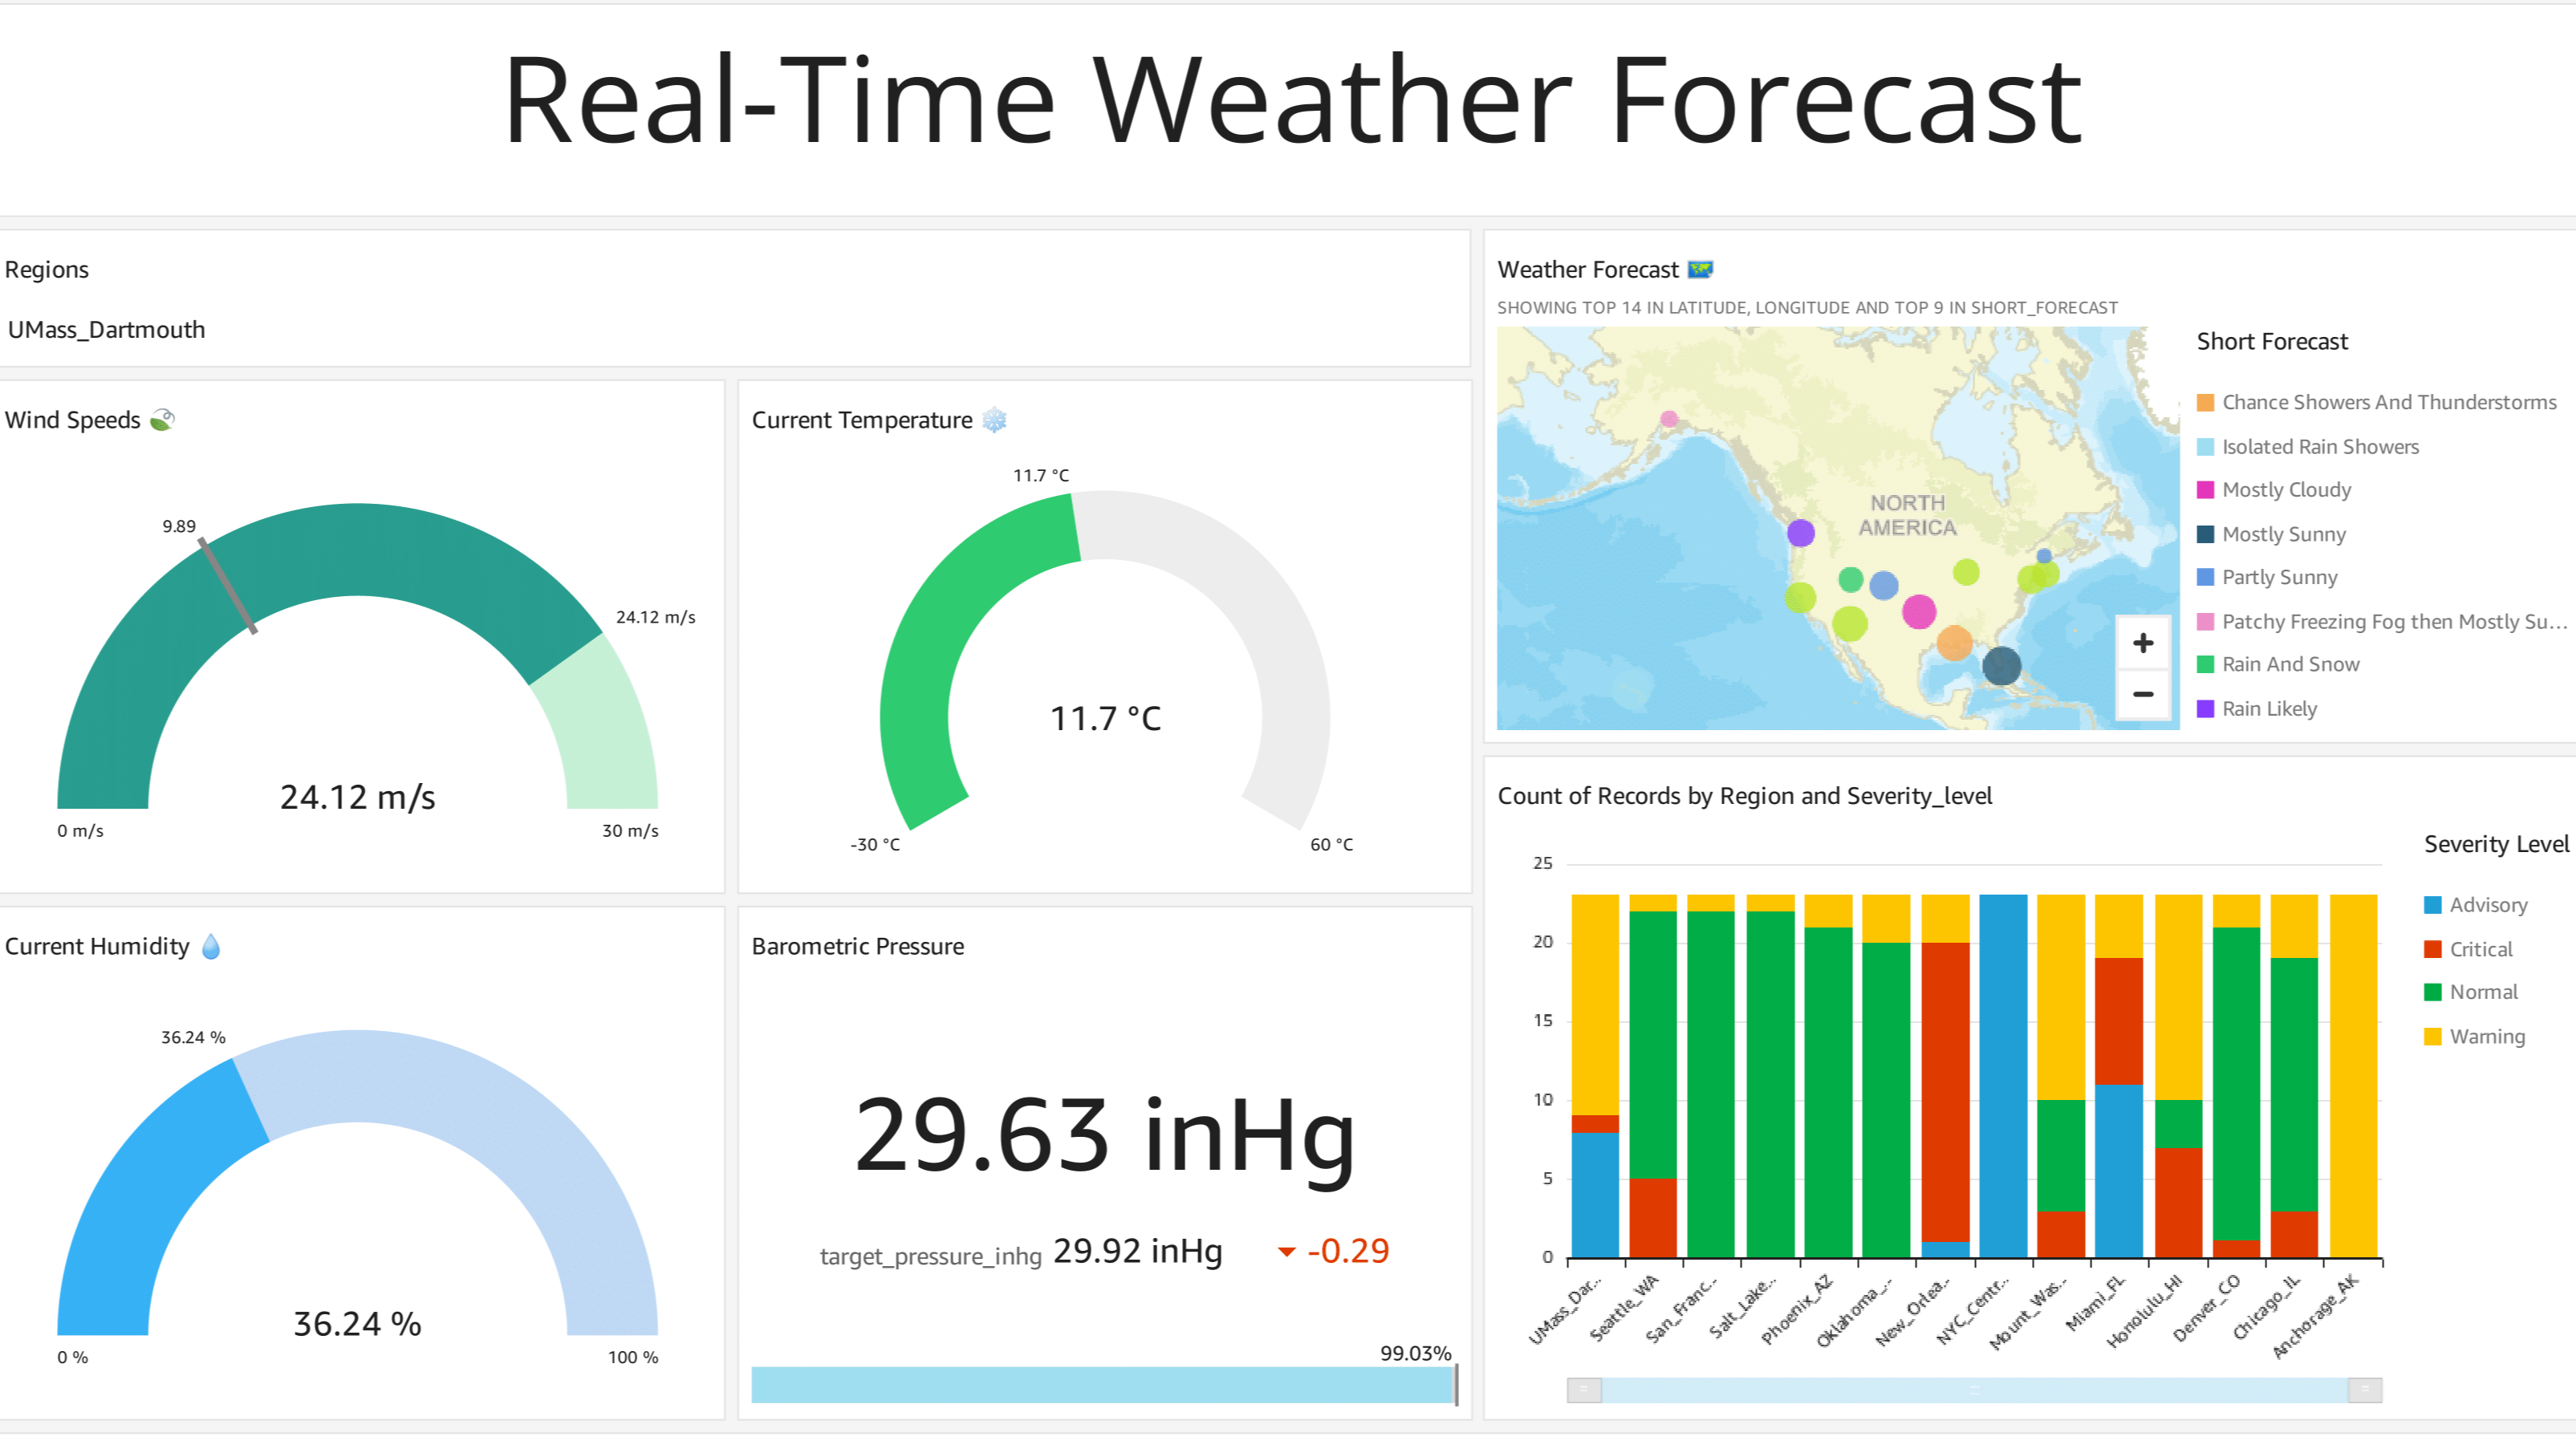 Real-Time Weather Forecast
Regions
UMass_Dartmouth
Wind Speeds
9.89
24.12 m/s
24.12 m/s
0 m/s
30 m/s
Current Temperature
11.7 °C
11.7 °C
-30 °C
60 °C
Current Humidity
36.24 %
36.24 %
0 %
100 %
Barometric Pressure
29.63 inHg
target_pressure_inhg 29.92 inHg -0.29
99.03%
Weather Forecast
SHOWING TOP 14 IN LATITUDE, LONGITUDE AND TOP 9 IN SHORT_FORECAST
NORTH
AMERICA
+
−
Short Forecast
Chance Showers And Thunderstorms
Isolated Rain Showers
Mostly Cloudy
Mostly Sunny
Partly Sunny
Patchy Freezing Fog then Mostly Su...
Rain And Snow
Rain Likely
Count of Records by Region and Severity_level
25
20
15
10
5
0
UMass_Dar...
Seattle_WA
San_Franc...
Salt_Lake...
Phoenix_AZ
Oklahoma_...
New_Orlea...
NYC_Centr...
Mount_Was...
Miami_FL
Honolulu_HI
Denver_CO
Chicago_IL
Anchorage_AK
Severity Level
Advisory
Critical
Normal
Warning